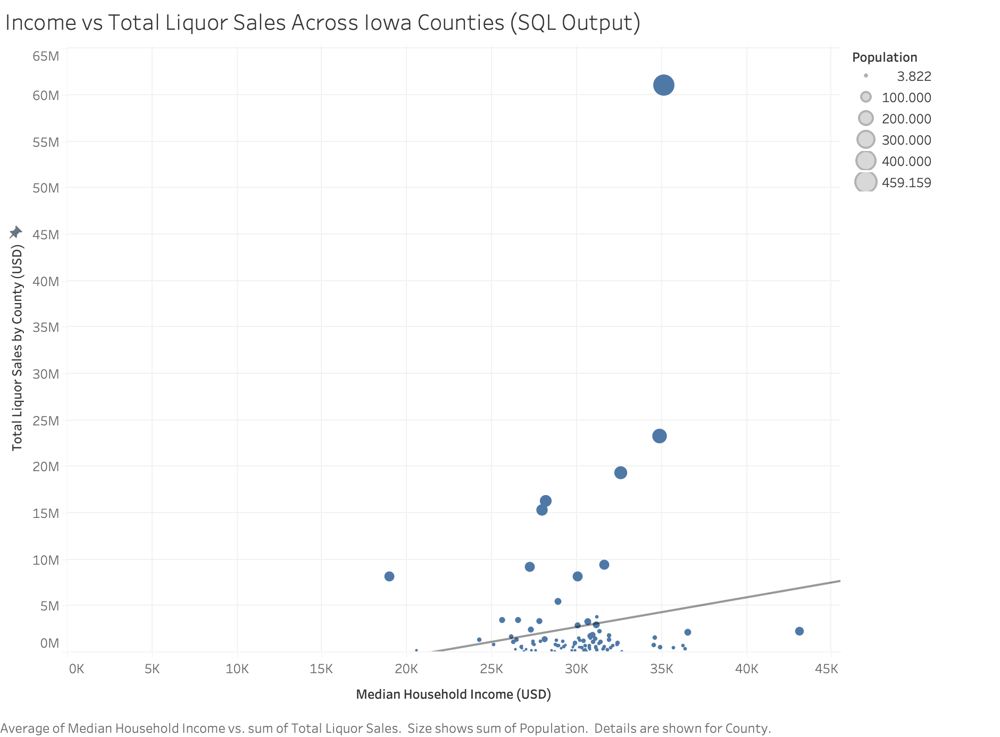 Income vs Total Liquor Sales Across Iowa Counties (SQL Output)
65M
60M
55M
50M
45M
40M
35M
30M
25M
20M
15M
10M
5M
0M
Total Liquor Sales by County (USD)
0K 5K 10K 15K 20K 25K 30K 35K 40K 45K
Median Household Income (USD)
Population
3.822
100.000
200.000
300.000
400.000
459.159
Average of Median Household Income vs. sum of Total Liquor Sales. Size shows sum of Population. Details are shown for County.